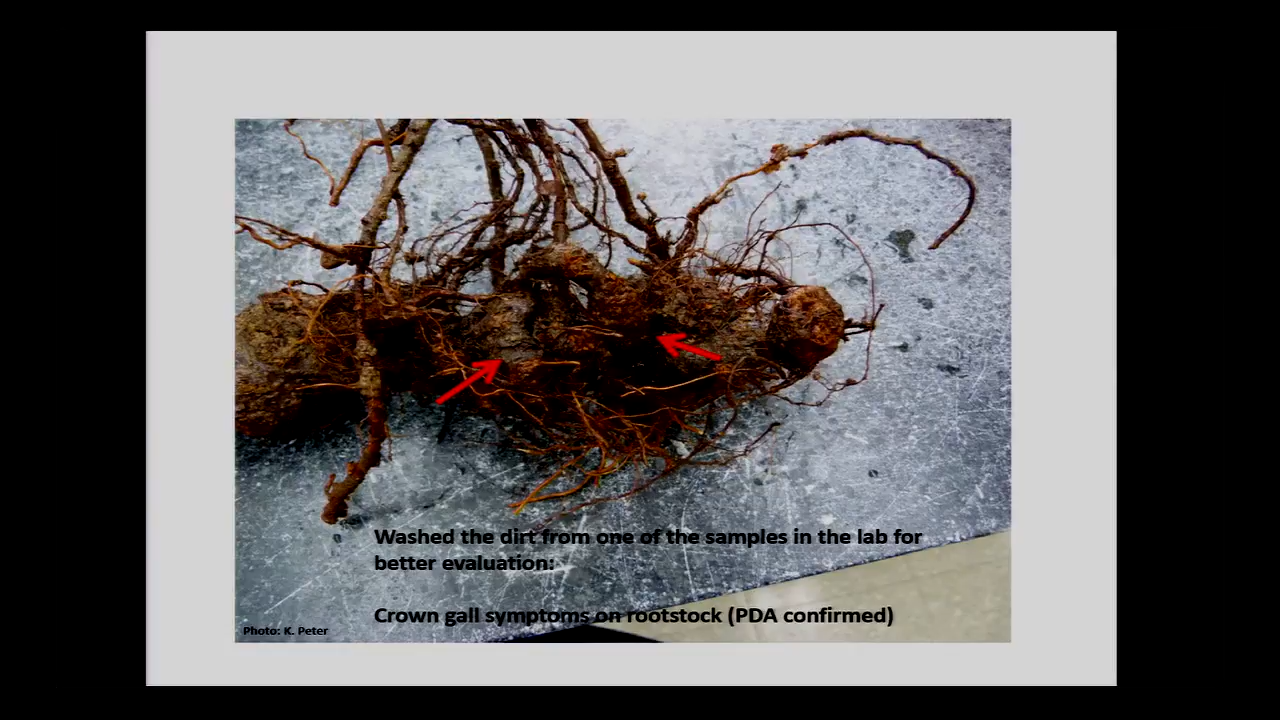 Washed the dirt from one of the samples in the lab for
better evaluation:
Crown gall symptoms on rootstock (PDA confirmed)
Photo: K. Peter